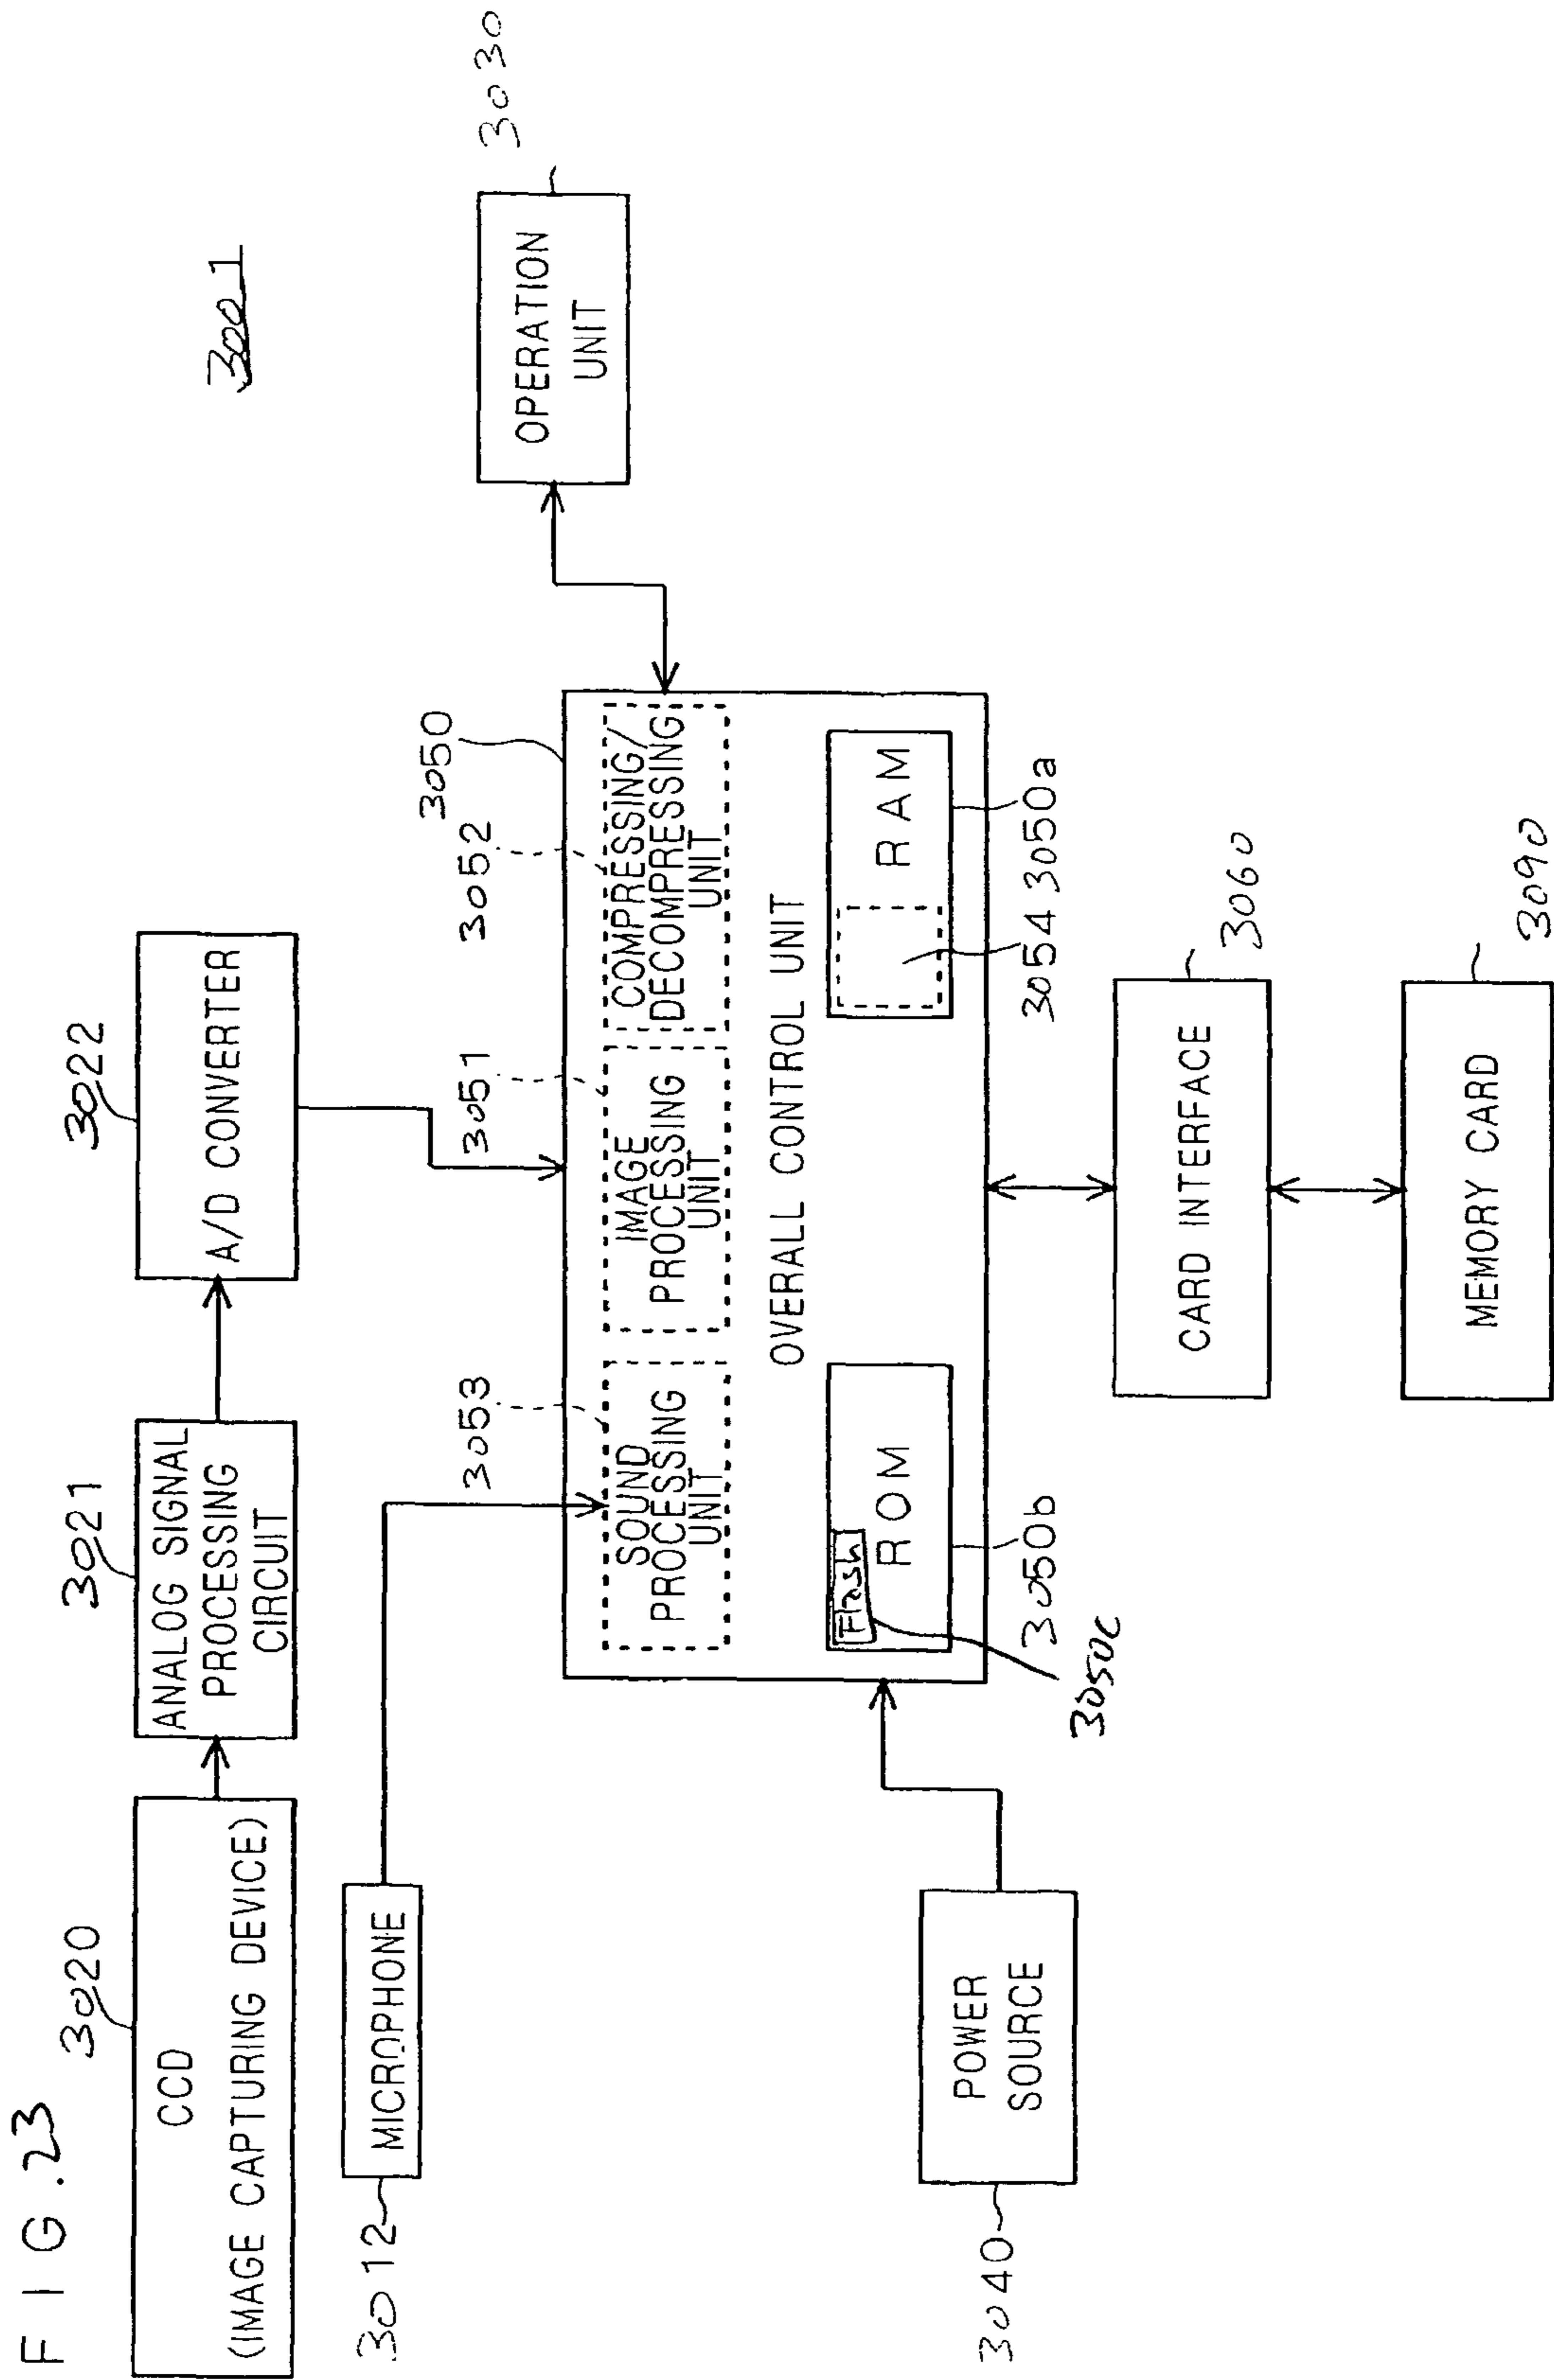 FIG.23
3001
3020
CCD
(IMAGE CAPTURING DEVICE)
3021
ANALOG SIGNAL
PROCESSING
CIRCUIT
3022
A/D CONVERTER
3012
MICROPHONE
3030
OPERATION
UNIT
3050
3053
SOUND
PROCESSING
UNIT
3051
IMAGE
PROCESSING
UNIT
3052
COMPRESSING/
DECOMPRESSING
UNIT
OVERALL CONTROL UNIT
Flash
ROM
3050b
3050c
RAM
3054
3050a
3040
POWER
SOURCE
CARD INTERFACE
3060
MEMORY CARD
3090